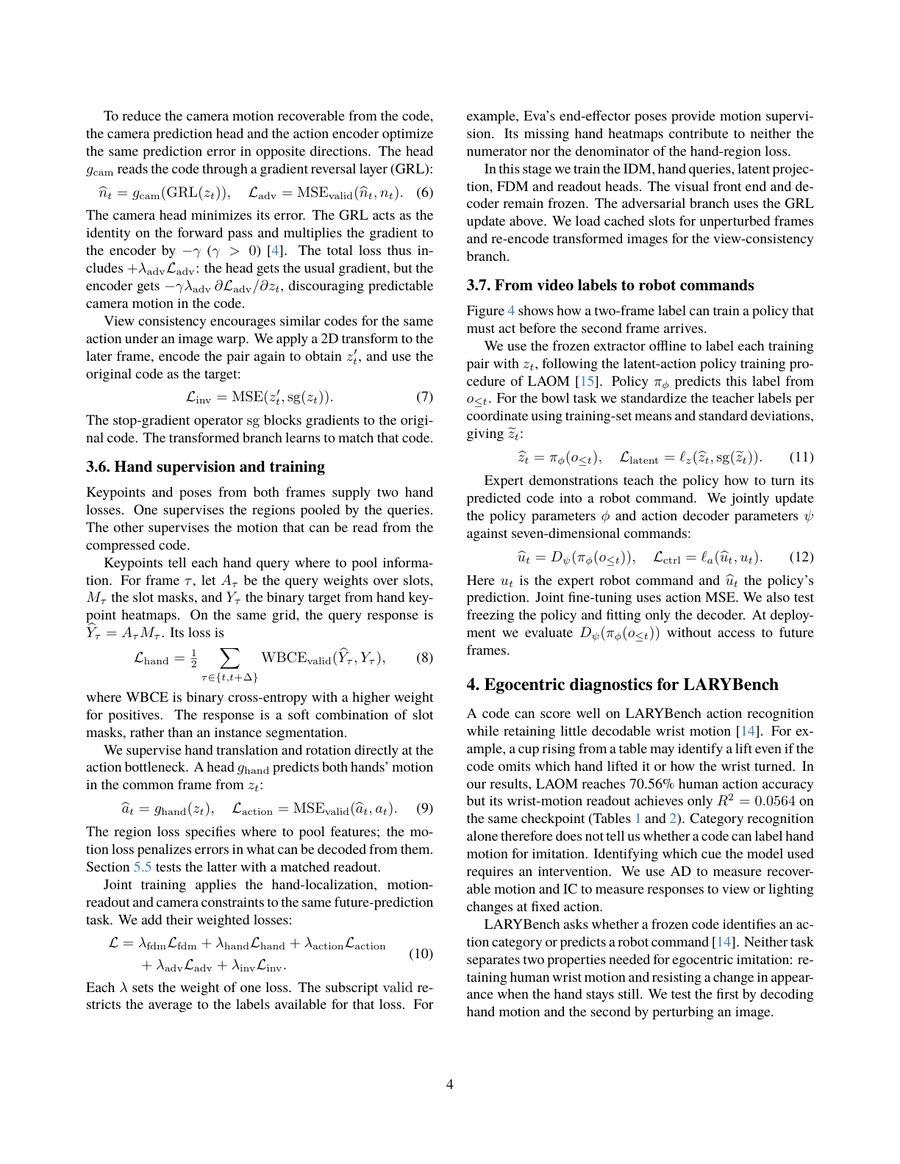 To reduce the camera motion recoverable from the code,
the camera prediction head and the action encoder optimize
the same prediction error in opposite directions. The head
g_cam reads the code through a gradient reversal layer (GRL):
n̂_t = g_cam(GRL(z_t)), L_adv = MSE_valid(n̂_t, n_t). (6)
The camera head minimizes its error. The GRL acts as the
identity on the forward pass and multiplies the gradient to
the encoder by −γ (γ > 0) [4]. The total loss thus in-
cludes +λ_adv L_adv: the head gets the usual gradient, but the
encoder gets −γλ_adv ∂L_adv/∂z_t, discouraging predictable
camera motion in the code.
View consistency encourages similar codes for the same
action under an image warp. We apply a 2D transform to the
later frame, encode the pair again to obtain z′_t, and use the
original code as the target:
L_inv = MSE(z′_t, sg(z_t)). (7)
The stop-gradient operator sg blocks gradients to the origi-
nal code. The transformed branch learns to match that code.
3.6. Hand supervision and training
Keypoints and poses from both frames supply two hand
losses. One supervises the regions pooled by the queries.
The other supervises the motion that can be read from the
compressed code.
Keypoints tell each hand query where to pool informa-
tion. For frame τ, let A_τ be the query weights over slots,
M_τ the slot masks, and Y_τ the binary target from hand key-
point heatmaps. On the same grid, the query response is
Ŷ_τ = A_τ M_τ. Its loss is
L_hand = 1/2 ∑_{τ∈{t,t+Δ}} WBCE_valid(Ŷ_τ, Y_τ), (8)
where WBCE is binary cross-entropy with a higher weight
for positives. The response is a soft combination of slot
masks, rather than an instance segmentation.
We supervise hand translation and rotation directly at the
action bottleneck. A head g_hand predicts both hands' motion
in the common frame from z_t:
â_t = g_hand(z_t), L_action = MSE_valid(â_t, a_t). (9)
The region loss specifies where to pool features; the mo-
tion loss penalizes errors in what can be decoded from them.
Section 5.5 tests the latter with a matched readout.
Joint training applies the hand-localization, motion-
readout and camera constraints to the same future-prediction
task. We add their weighted losses:
L = λ_fdm L_fdm + λ_hand L_hand + λ_action L_action
+ λ_adv L_adv + λ_inv L_inv. (10)
Each λ sets the weight of one loss. The subscript valid re-
stricts the average to the labels available for that loss. For
example, Eva's end-effector poses provide motion supervi-
sion. Its missing hand heatmaps contribute to neither the
numerator nor the denominator of the hand-region loss.
In this stage we train the IDM, hand queries, latent projec-
tion, FDM and readout heads. The visual front end and de-
coder remain frozen. The adversarial branch uses the GRL
update above. We load cached slots for unperturbed frames
and re-encode transformed images for the view-consistency
branch.
3.7. From video labels to robot commands
Figure 4 shows how a two-frame label can train a policy that
must act before the second frame arrives.
We use the frozen extractor offline to label each training
pair with z_t, following the latent-action policy training pro-
cedure of LAOM [15]. Policy π_ϕ predicts this label from
o_≤t. For the bowl task we standardize the teacher labels per
coordinate using training-set means and standard deviations,
giving z̃_t:
ẑ_t = π_ϕ(o_≤t), L_latent = ℓ_z(ẑ_t, sg(z̃_t)). (11)
Expert demonstrations teach the policy how to turn its
predicted code into a robot command. We jointly update
the policy parameters ϕ and action decoder parameters ψ
against seven-dimensional commands:
û_t = D_ψ(π_ϕ(o_≤t)), L_ctrl = ℓ_a(û_t, u_t). (12)
Here u_t is the expert robot command and û_t the policy's
prediction. Joint fine-tuning uses action MSE. We also test
freezing the policy and fitting only the decoder. At deploy-
ment we evaluate D_ψ(π_ϕ(o_≤t)) without access to future
frames.
4. Egocentric diagnostics for LARYBench
A code can score well on LARYBench action recognition
while retaining little decodable wrist motion [14]. For ex-
ample, a cup rising from a table may identify a lift even if the
code omits which hand lifted it or how the wrist turned. In
our results, LAOM reaches 70.56% human action accuracy
but its wrist-motion readout achieves only R² = 0.0564 on
the same checkpoint (Tables 1 and 2). Category recognition
alone therefore does not tell us whether a code can label hand
motion for imitation. Identifying which cue the model used
requires an intervention. We use AD to measure recover-
able motion and IC to measure responses to view or lighting
changes at fixed action.
LARYBench asks whether a frozen code identifies an ac-
tion category or predicts a robot command [14]. Neither task
separates two properties needed for egocentric imitation: re-
taining human wrist motion and resisting a change in appear-
ance when the hand stays still. We test the first by decoding
hand motion and the second by perturbing an image.
4